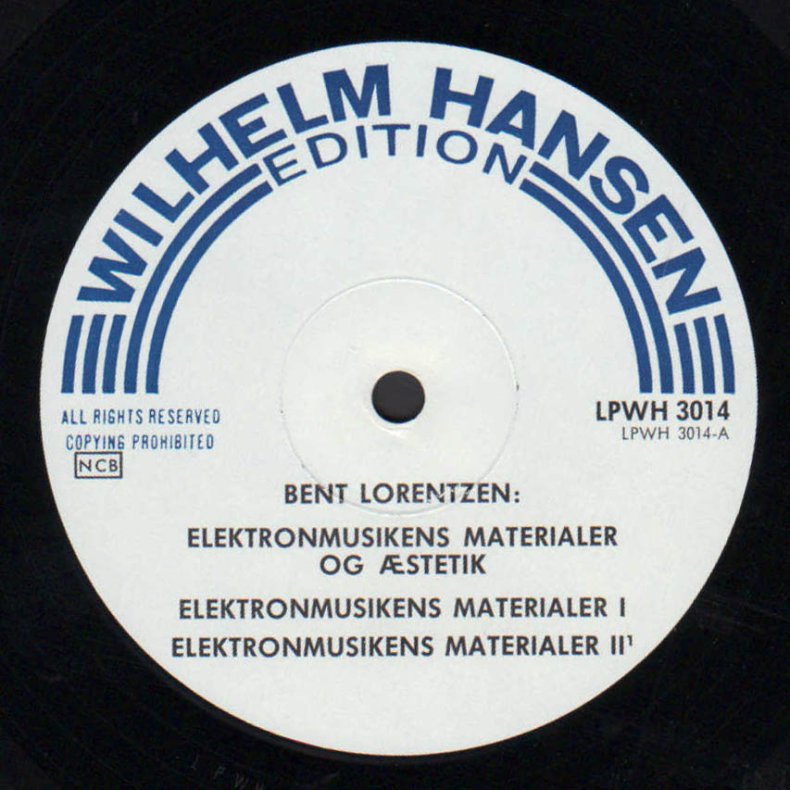 WILHELM HANSEN
EDITION
ALL RIGHTS RESERVED
COPYING PROHIBITED
NCB
LPWH 3014
LPWH 3014-A
BENT LORENTZEN:
ELEKTRONMUSIKENS MATERIALER
OG ÆSTETIK
ELEKTRONMUSIKENS MATERIALER I
ELEKTRONMUSIKENS MATERIALER II¹